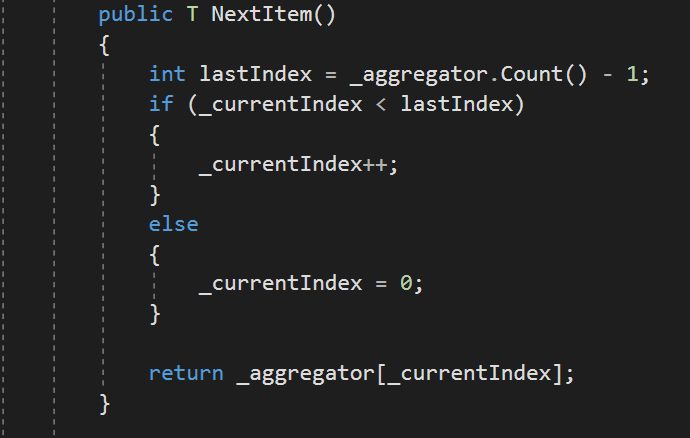 public T NextItem()
{
int lastIndex = _aggregator.Count() - 1;
if (_currentIndex < lastIndex)
{
_currentIndex++;
}
else
{
_currentIndex = 0;
}
return _aggregator[_currentIndex];
}